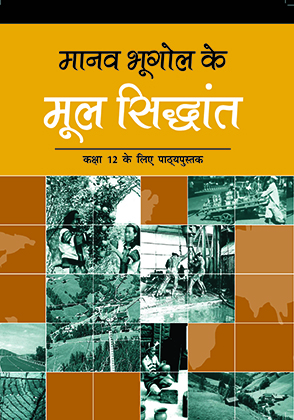 मानव भूगोल के
मूल सिद्धांत
कक्षा 12 के लिए पाठ्यपुस्तक